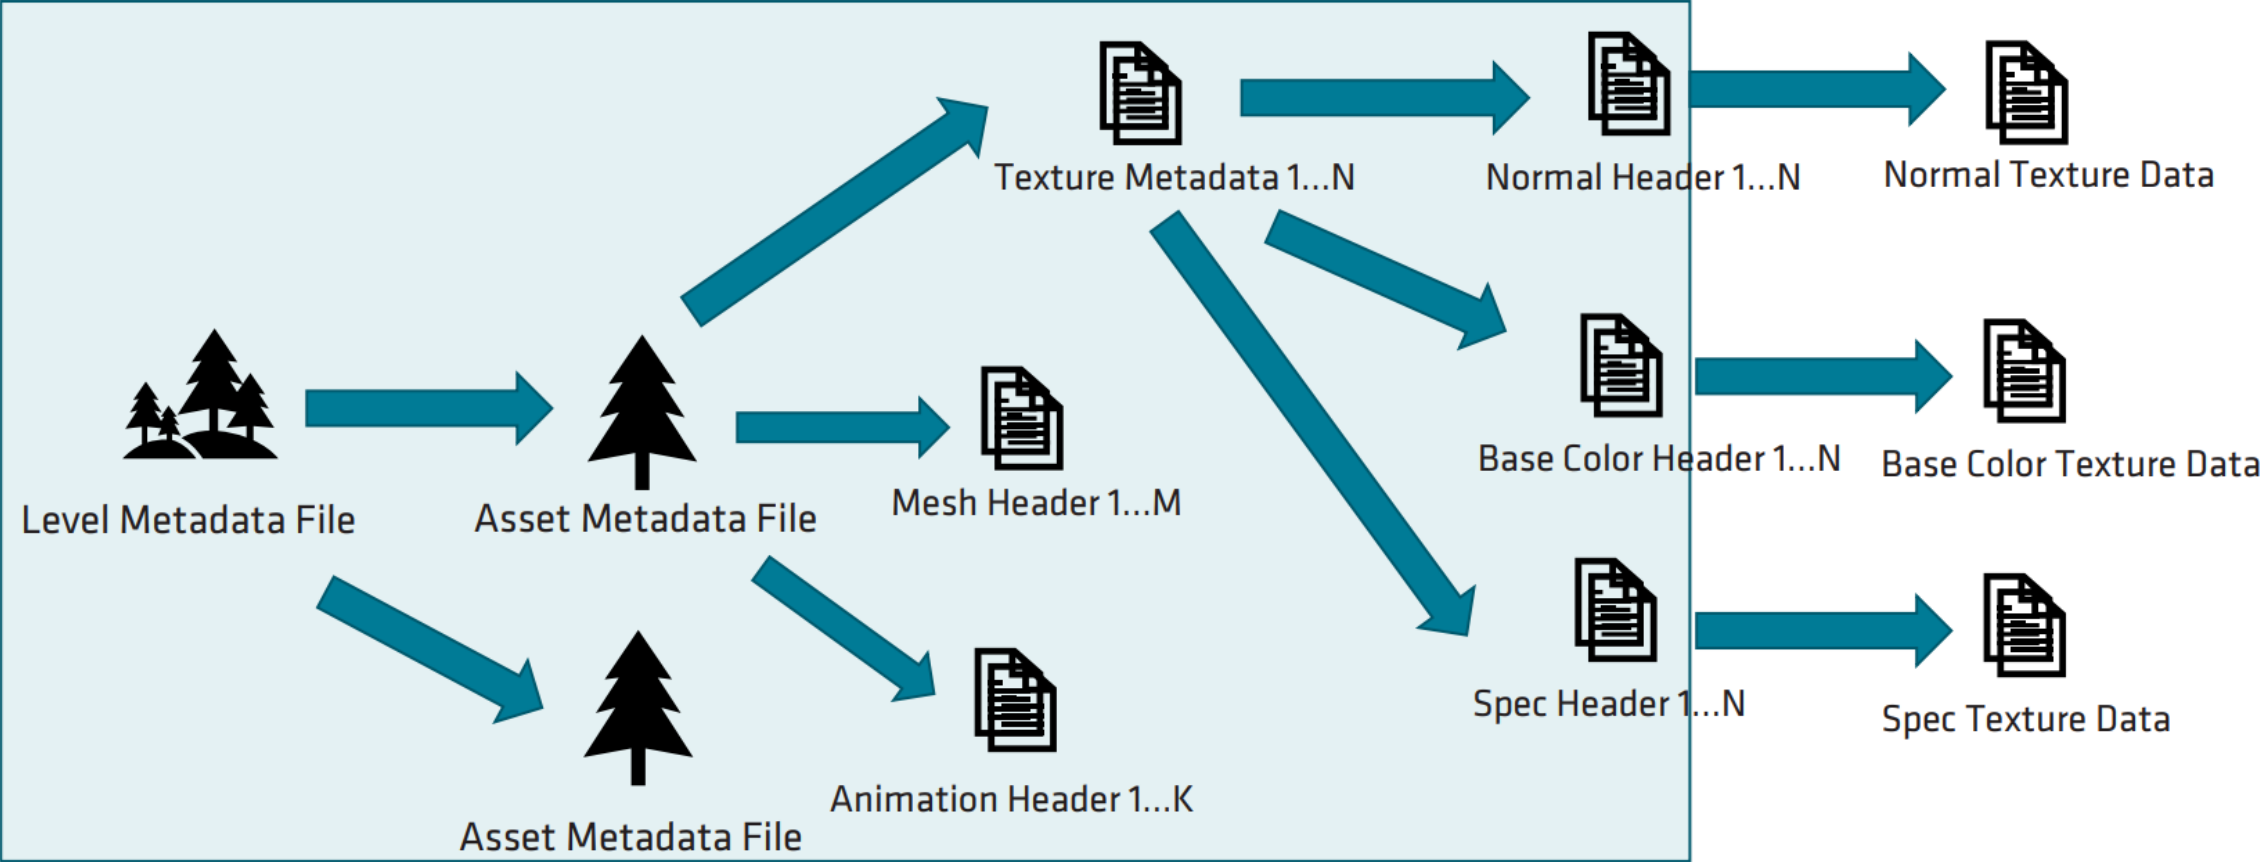 Texture Metadata 1...N
Normal Header 1...N
Normal Texture Data
Base Color Header 1...N
Base Color Texture Data
Level Metadata File
Asset Metadata File
Mesh Header 1...M
Spec Header 1...N
Spec Texture Data
Animation Header 1...K
Asset Metadata File